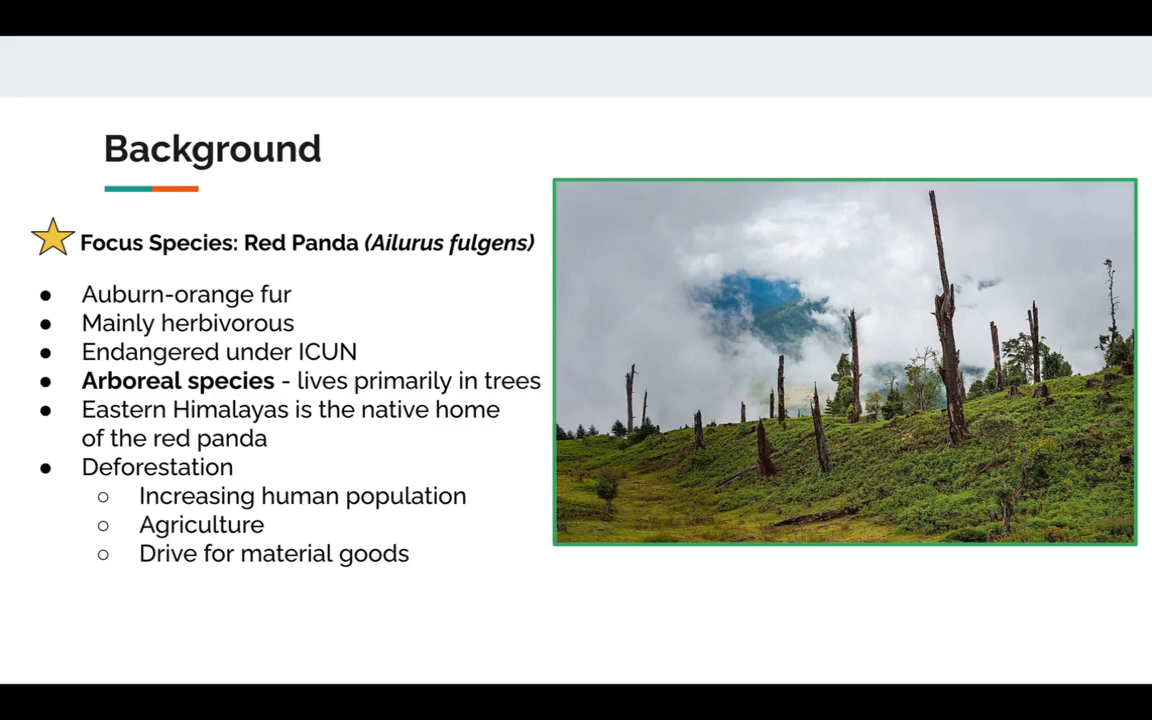 Background
Focus Species: Red Panda (Ailurus fulgens)
● Auburn-orange fur
● Mainly herbivorous
● Endangered under ICUN
● Arboreal species - lives primarily in trees
● Eastern Himalayas is the native home
of the red panda
● Deforestation
○ Increasing human population
○ Agriculture
○ Drive for material goods